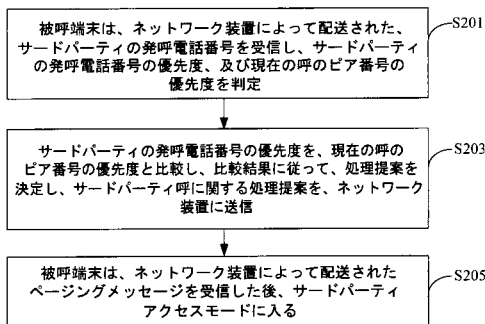 被呼端末は、ネットワーク装置によって配送された、
サードパーティの発呼電話番号を受信し、サードパーティ
の発呼電話番号の優先度、及び現在の呼のピア番号の
優先度を判定
S201
サードパーティの発呼電話番号の優先度を、現在の呼の
ピア番号の優先度と比較し、比較結果に従って、処理提案を
決定し、サードパーティ呼に関する処理提案を、ネットワーク
装置に送信
S203
被呼端末は、ネットワーク装置によって配送された
ページングメッセージを受信した後、サードパーティ
アクセスモードに入る
S205